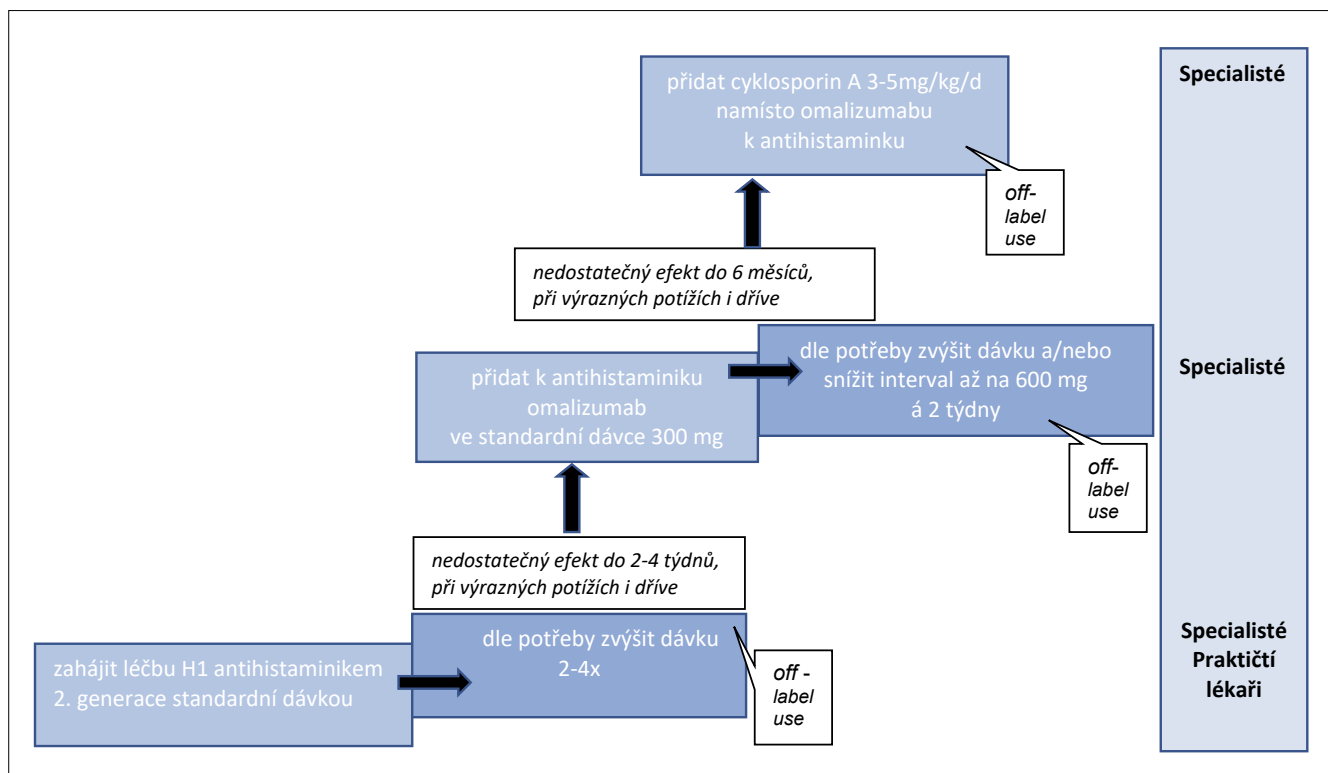 přidat cyklosporin A 3-5mg/kg/d
namísto omalizumabu
k antihistaminku
Specialisté
off-
label
use
nedostatečný efekt do 6 měsíců,
při výrazných potížích i dříve
přidat k antihistaminiku
omalizumab
ve standardní dávce 300 mg
dle potřeby zvýšit dávku a/nebo
snížit interval až na 600 mg
á 2 týdny
Specialisté
off-
label
use
nedostatečný efekt do 2-4 týdnů,
při výrazných potížích i dříve
zahájit léčbu H1 antihistaminikem
2. generace standardní dávkou
dle potřeby zvýšit dávku
2-4x
off -
label
use
Specialisté
Praktičtí
lékaři